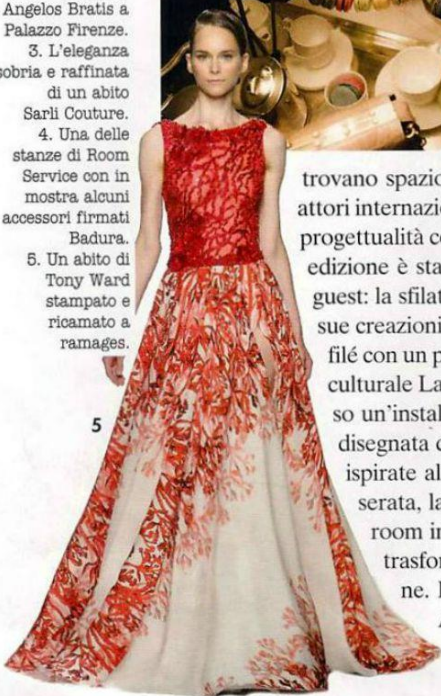 Angelos Bratis a
Palazzo Firenze.
3. L'eleganza
sobria e raffinata
di un abito
Sarli Couture.
4. Una delle
stanze di Room
Service con in
mostra alcuni
accessori firmati
Badura.
5. Un abito di
Tony Ward
stampato e
ricamato a
ramages.
5
trovano spazio
attori internazio
progettualità co
edizione è sta
guest: la sfilat
sue creazioni
filé con un p
culturale La
so un'instal
disegnata d
ispirate al
serata, la
room in
trasfor
ne. I